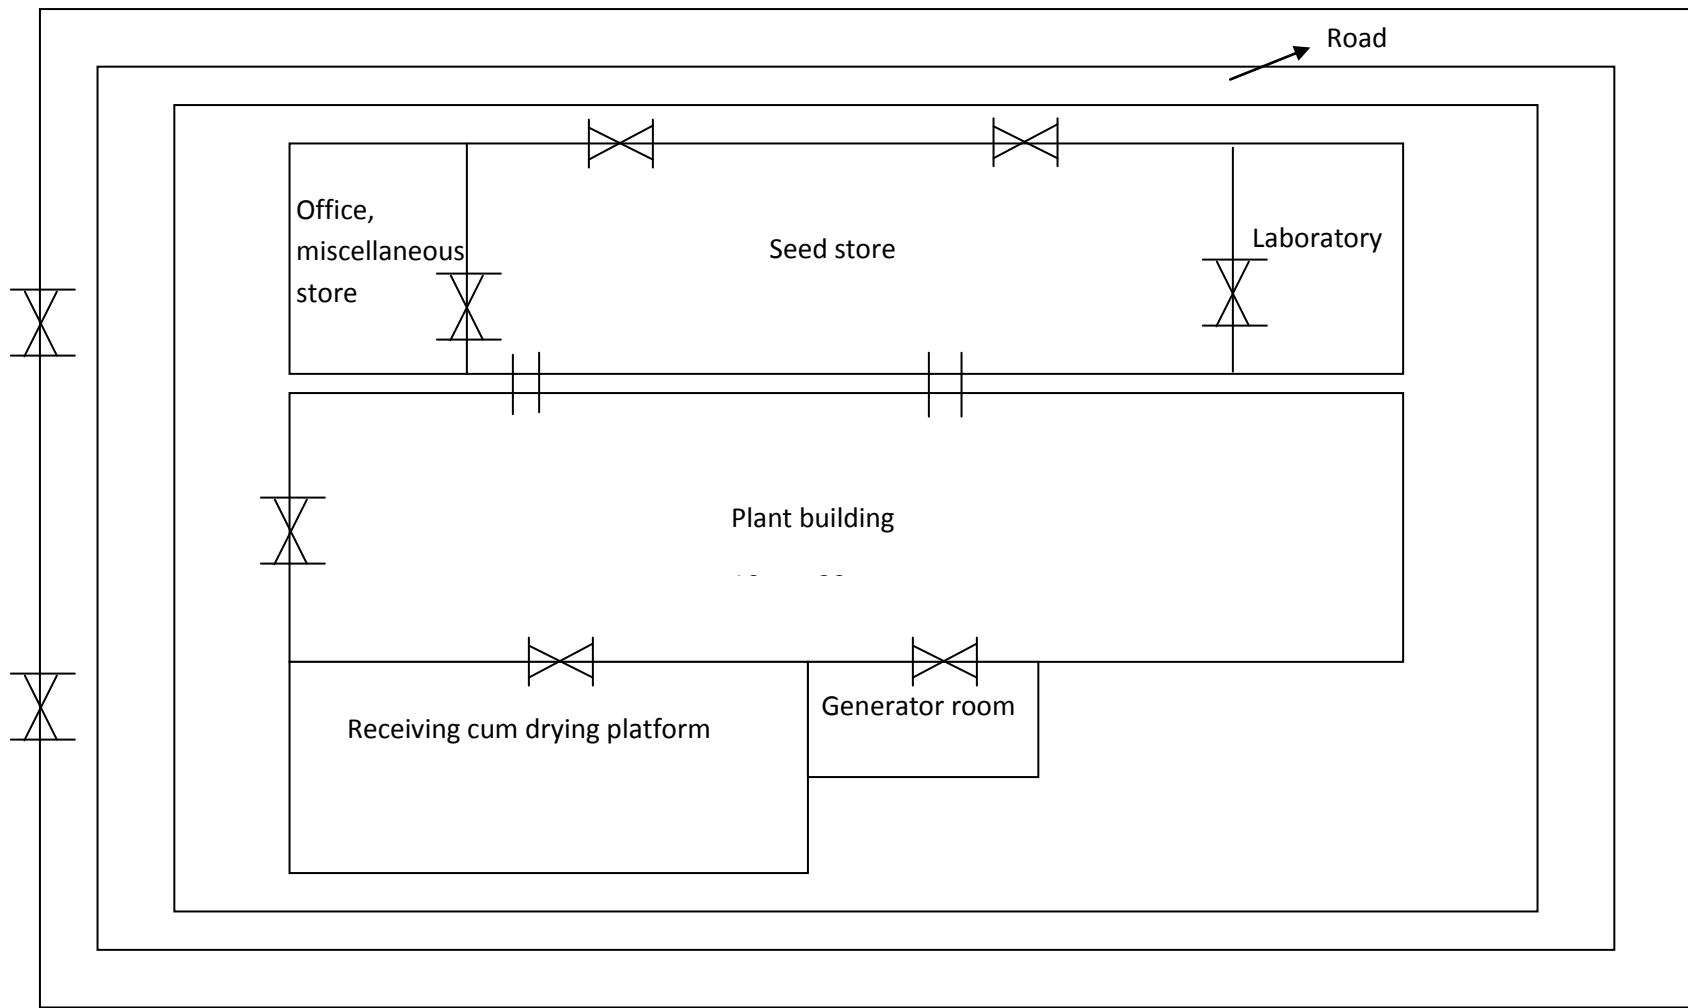 Road
Office,
miscellaneous
store
Seed store
Laboratory
Plant building
Generator room
Receiving cum drying platform